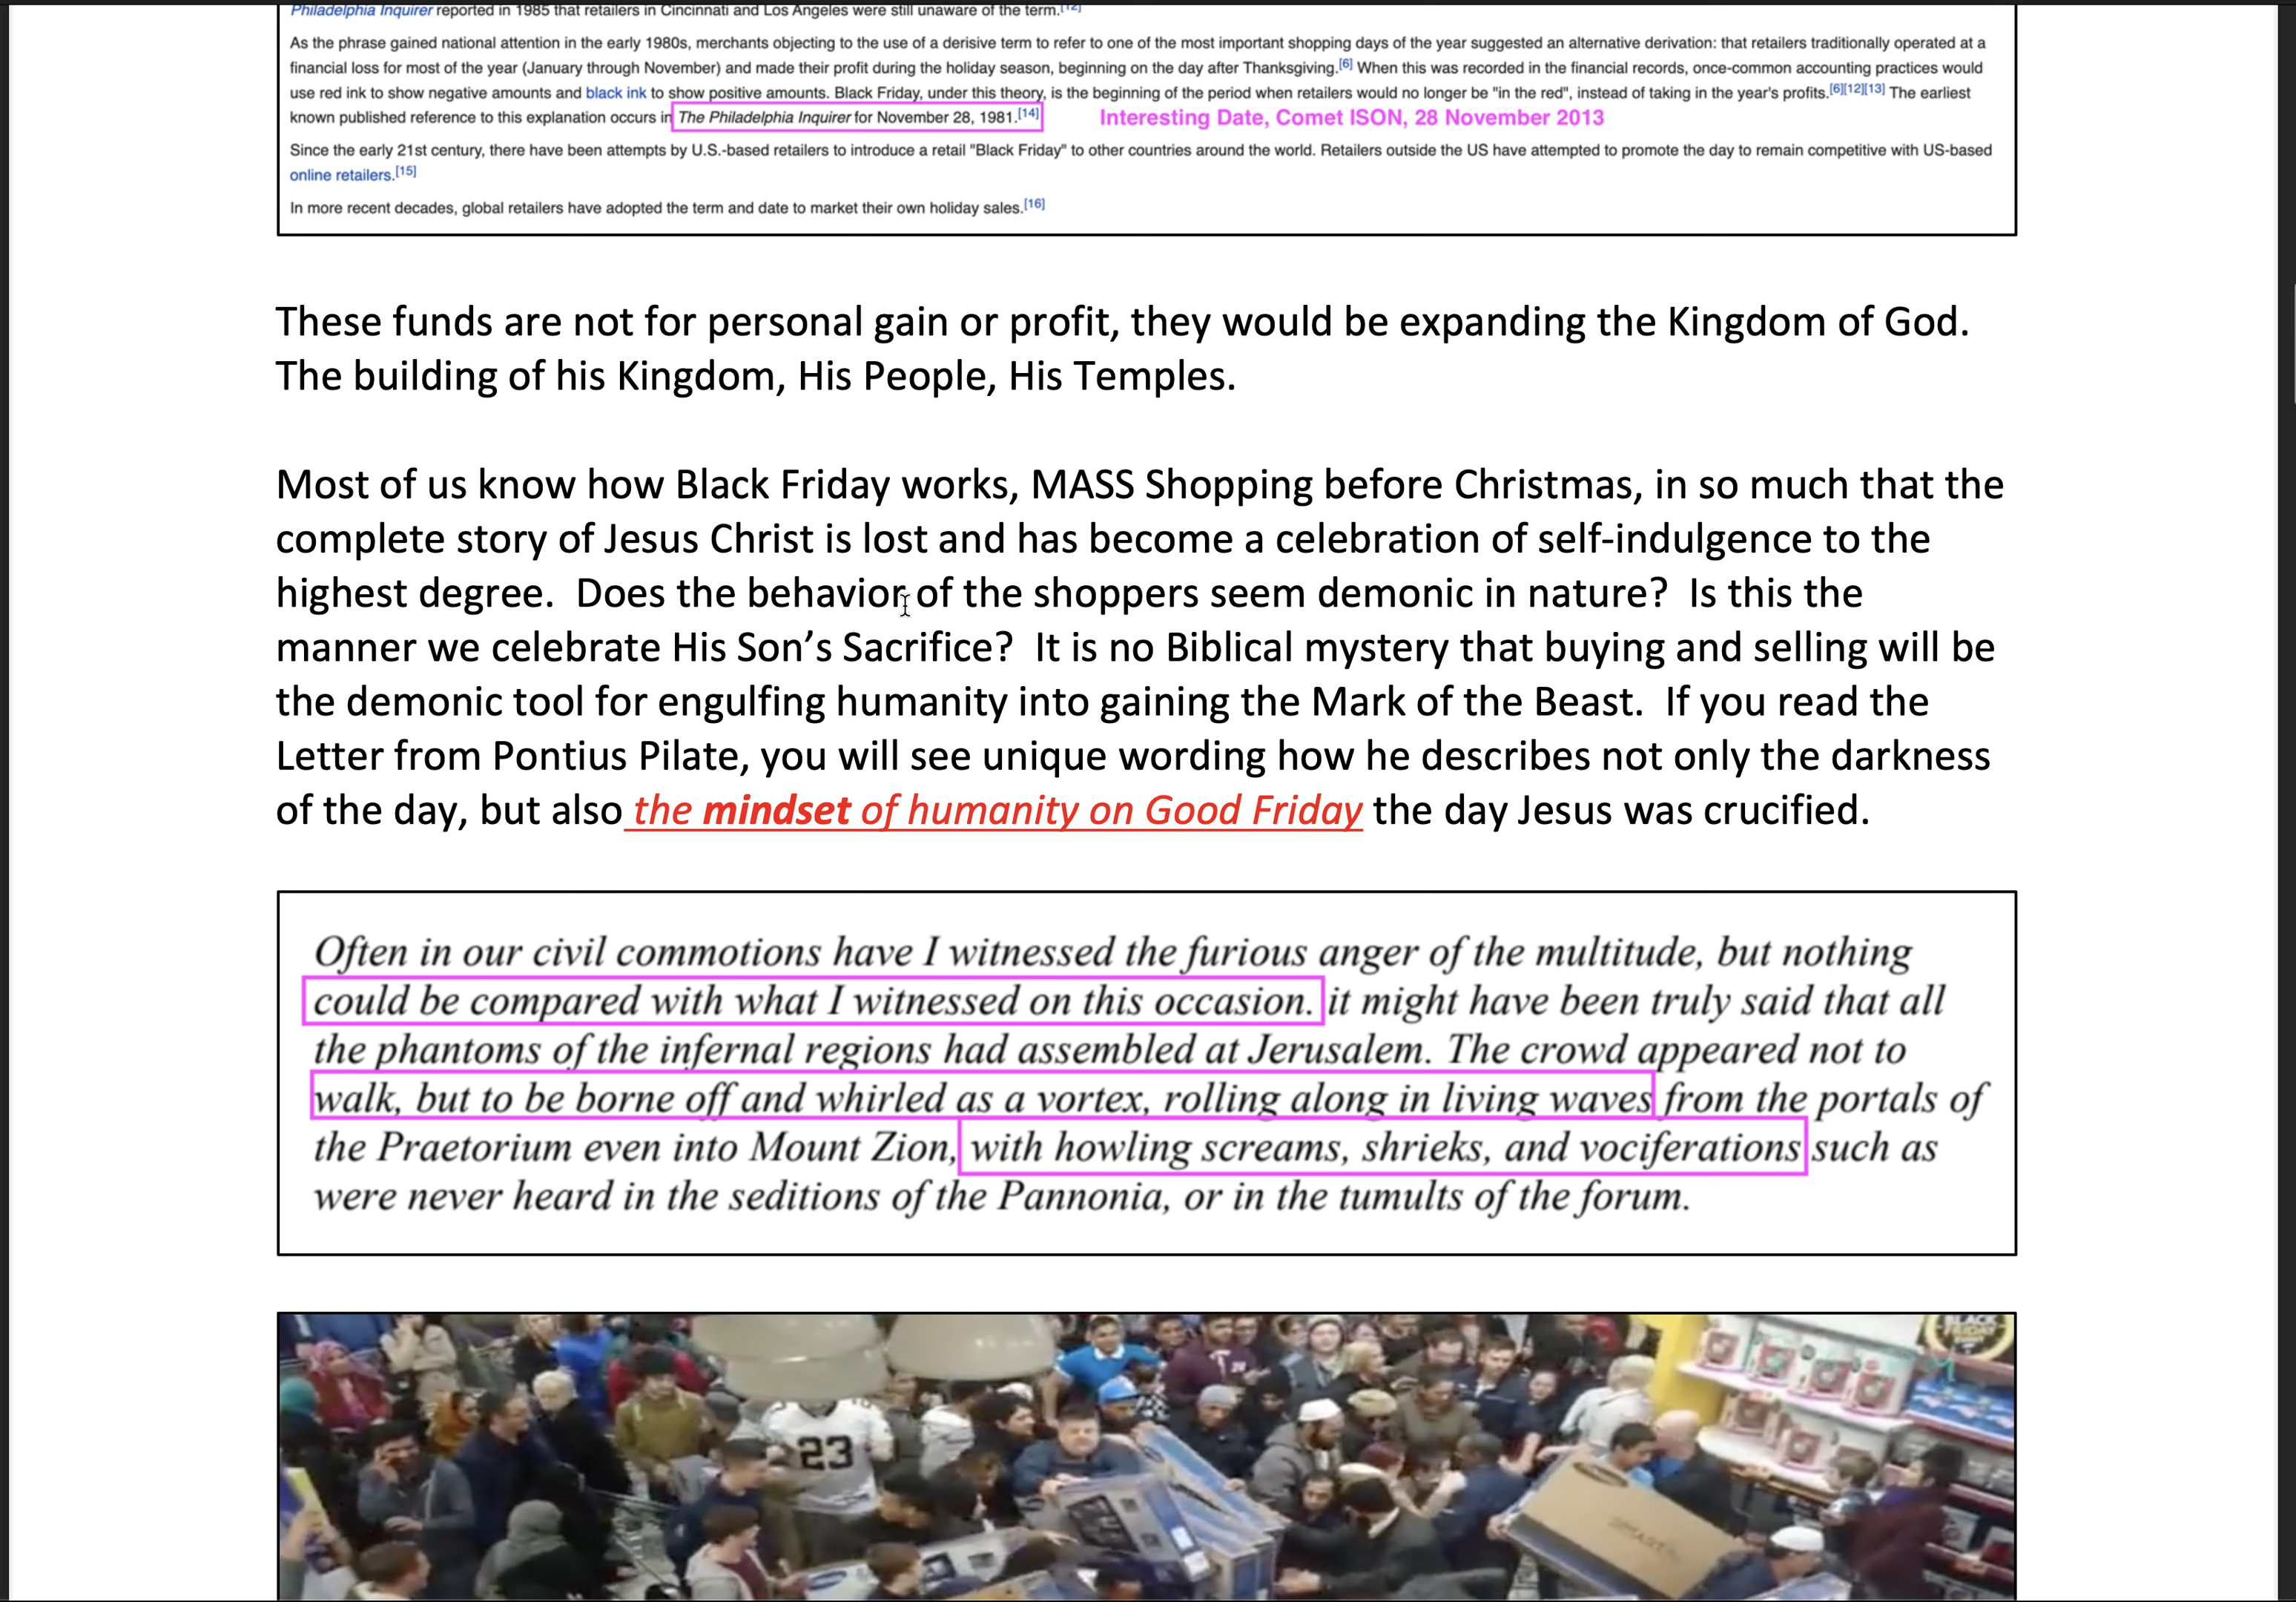 Philadelphia Inquirer reported in 1985 that retailers in Cincinnati and Los Angeles were still unaware of the term.[12]
As the phrase gained national attention in the early 1980s, merchants objecting to the use of a derisive term to refer to one of the most important shopping days of the year suggested an alternative derivation: that retailers traditionally operated at a
financial loss for most of the year (January through November) and made their profit during the holiday season, beginning on the day after Thanksgiving.[6] When this was recorded in the financial records, once-common accounting practices would
use red ink to show negative amounts and black ink to show positive amounts. Black Friday, under this theory, is the beginning of the period when retailers would no longer be "in the red", instead of taking in the year's profits.[6][12][13] The earliest
known published reference to this explanation occurs in The Philadelphia Inquirer for November 28, 1981.[14] Interesting Date, Comet ISON, 28 November 2013
Since the early 21st century, there have been attempts by U.S.-based retailers to introduce a retail "Black Friday" to other countries around the world. Retailers outside the US have attempted to promote the day to remain competitive with US-based
online retailers.[15]
In more recent decades, global retailers have adopted the term and date to market their own holiday sales.[16]
These funds are not for personal gain or profit, they would be expanding the Kingdom of God.
The building of his Kingdom, His People, His Temples.
Most of us know how Black Friday works, MASS Shopping before Christmas, in so much that the
complete story of Jesus Christ is lost and has become a celebration of self-indulgence to the
highest degree.  Does the behavior of the shoppers seem demonic in nature?  Is this the
manner we celebrate His Son’s Sacrifice?  It is no Biblical mystery that buying and selling will be
the demonic tool for engulfing humanity into gaining the Mark of the Beast.  If you read the
Letter from Pontius Pilate, you will see unique wording how he describes not only the darkness
of the day, but also the mindset of humanity on Good Friday the day Jesus was crucified.
Often in our civil commotions have I witnessed the furious anger of the multitude, but nothing
could be compared with what I witnessed on this occasion. it might have been truly said that all
the phantoms of the infernal regions had assembled at Jerusalem. The crowd appeared not to
walk, but to be borne off and whirled as a vortex, rolling along in living waves from the portals of
the Praetorium even into Mount Zion, with howling screams, shrieks, and vociferations such as
were never heard in the seditions of the Pannonia, or in the tumults of the forum.
BLACK
FRIDAY
23